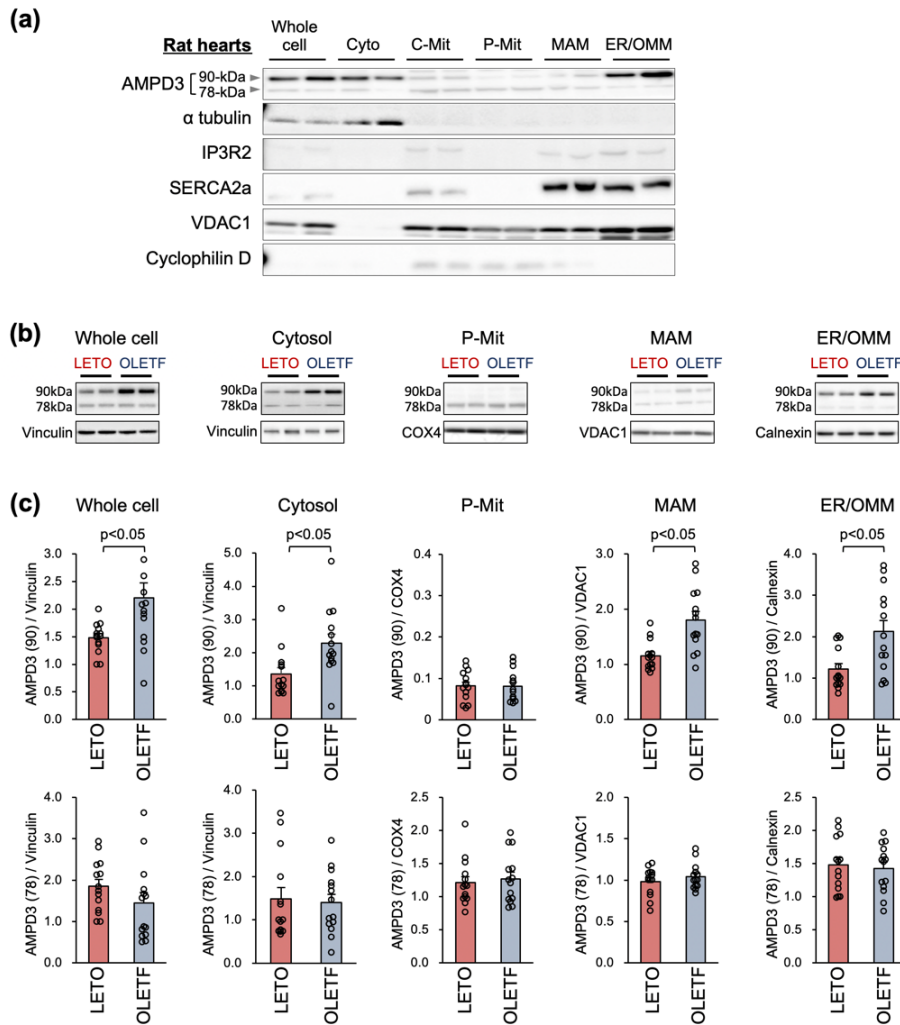 (a)
Rat hearts
Whole cell
Cyto
C-Mit
P-Mit
MAM
ER/OMM
AMPD3
90-kDa
78-kDa
α tubulin
IP3R2
SERCA2a
VDAC1
Cyclophilin D
(b)
Whole cell
Cytosol
P-Mit
MAM
ER/OMM
LETO OLETF
LETO OLETF
LETO OLETF
LETO OLETF
LETO OLETF
90kDa
78kDa
Vinculin
90kDa
78kDa
Vinculin
90kDa
78kDa
COX4
90kDa
78kDa
VDAC1
90kDa
78kDa
Calnexin
(c)
Whole cell
Cytosol
P-Mit
MAM
ER/OMM
AMPD3 (90) / Vinculin
3.0
2.5
2.0
1.5
1.0
0.5
0.0
p<0.05
LETO
OLETF
AMPD3 (90) / Vinculin
5.0
4.0
3.0
2.0
1.0
0.0
p<0.05
LETO
OLETF
AMPD3 (90) / COX4
0.4
0.3
0.2
0.1
0
LETO
OLETF
AMPD3 (90) / VDAC1
3.0
2.0
1.0
0.0
p<0.05
LETO
OLETF
AMPD3 (90) / Calnexin
4.0
3.0
2.0
1.0
0.0
p<0.05
LETO
OLETF
AMPD3 (78) / Vinculin
4.0
3.0
2.0
1.0
0.0
LETO
OLETF
AMPD3 (78) / Vinculin
4.0
3.0
2.0
1.0
0.0
LETO
OLETF
AMPD3 (78) / COX4
2.5
2.0
1.5
1.0
0.5
0.0
LETO
OLETF
AMPD3 (78) / VDAC1
2.0
1.5
1.0
0.5
0.0
LETO
OLETF
AMPD3 (78) / Calnexin
2.5
2.0
1.5
1.0
0.5
0.0
LETO
OLETF